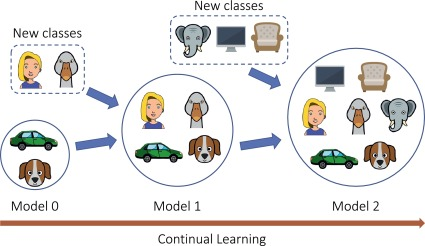 New classes
New classes
Model 0
Model 1
Model 2
Continual Learning